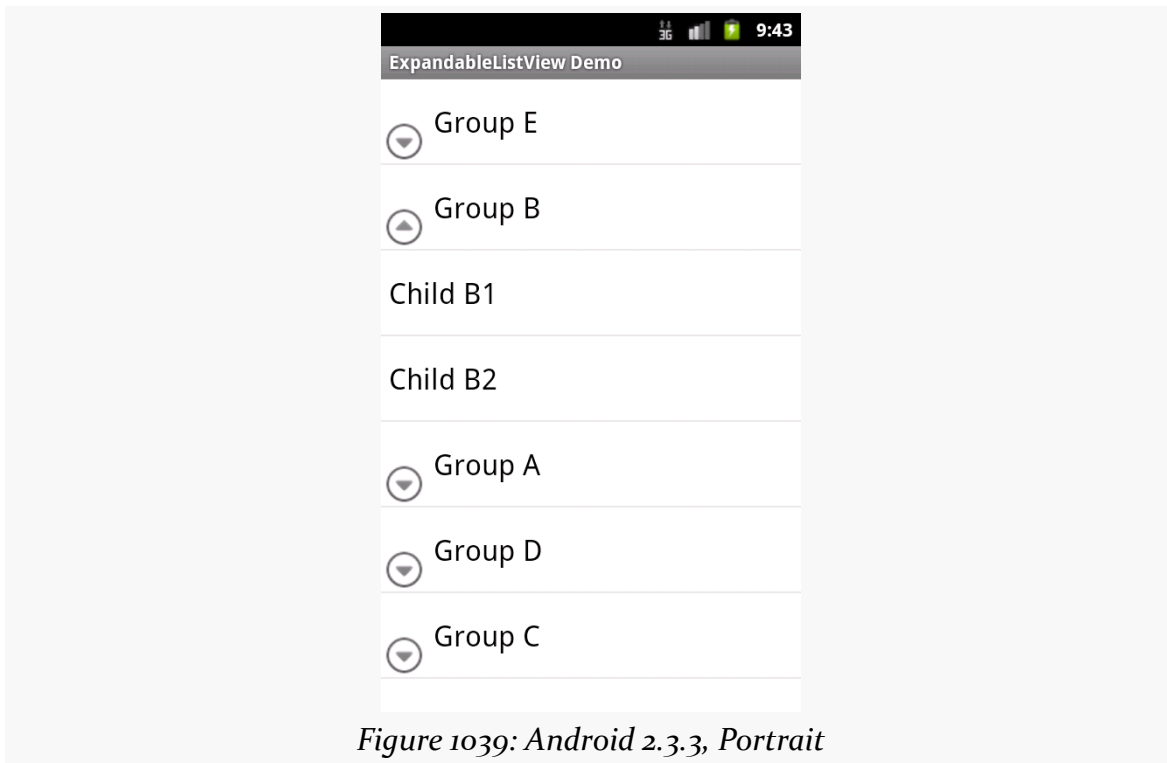 3G 9:43
ExpandableListView Demo
Group E
Group B
Child B1
Child B2
Group A
Group D
Group C
Figure 1039: Android 2.3.3, Portrait